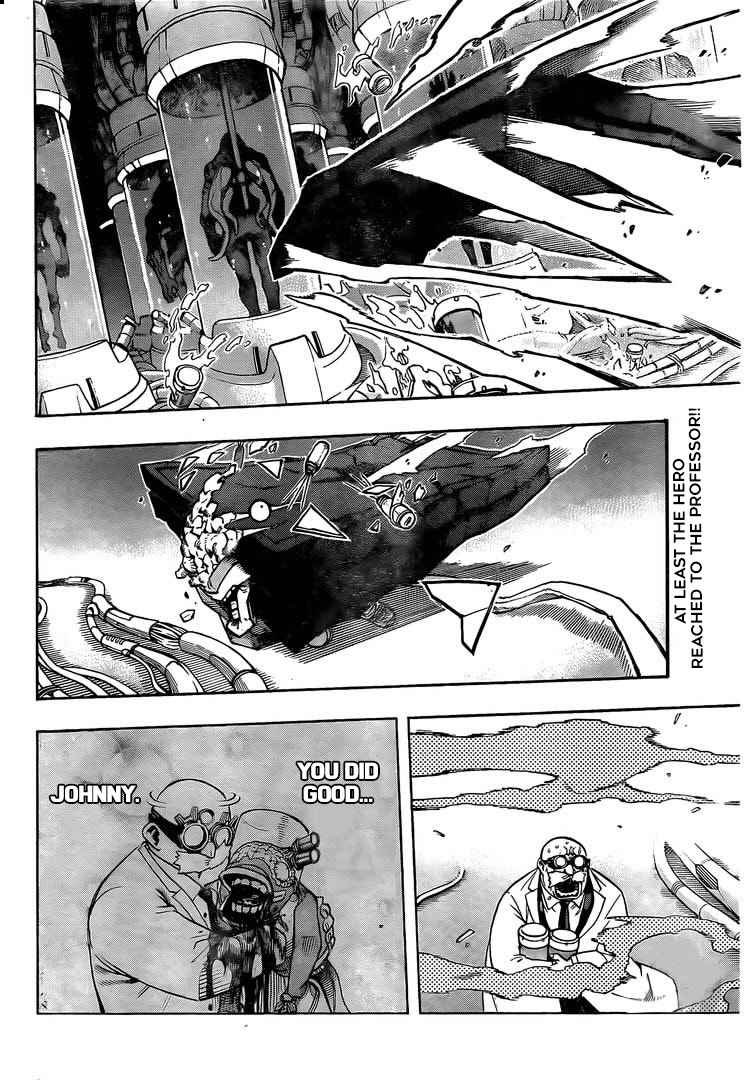 AT LEAST THE HERO
REACHED TO THE PROFESSOR!!
YOU DID
GOOD...
JOHNNY.